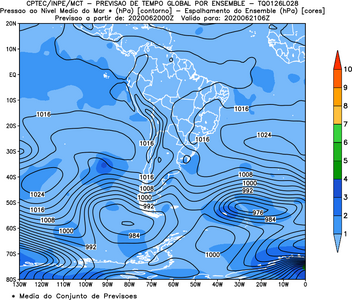 CPTEC/INPE/MCT - PREVISAO DE TEMPO GLOBAL POR ENSEMBLE - TQ0126L028
Pressao ao Nivel Medio do Mar - (hPa) [contorno] - Espalhamento do Ensemble (hPa) [cores]
Previsao a partir de: 2020062000Z Valido para: 2020062106Z
20N
10N
EQ
10S
20S
30S
40S
50S
60S
70S
80S
130W 120W 110W 100W 90W 80W 70W 60W 50W 40W 30W 20W 10W 0
1016
1016
1016
1016
1016
1024
1016
1008
1000
992
1024
1016
1008
1000
992
984
1008
1000
992
976
984
10
9
8
7
6
5
4
3
2
1
* Media do Conjunto de Previsoes